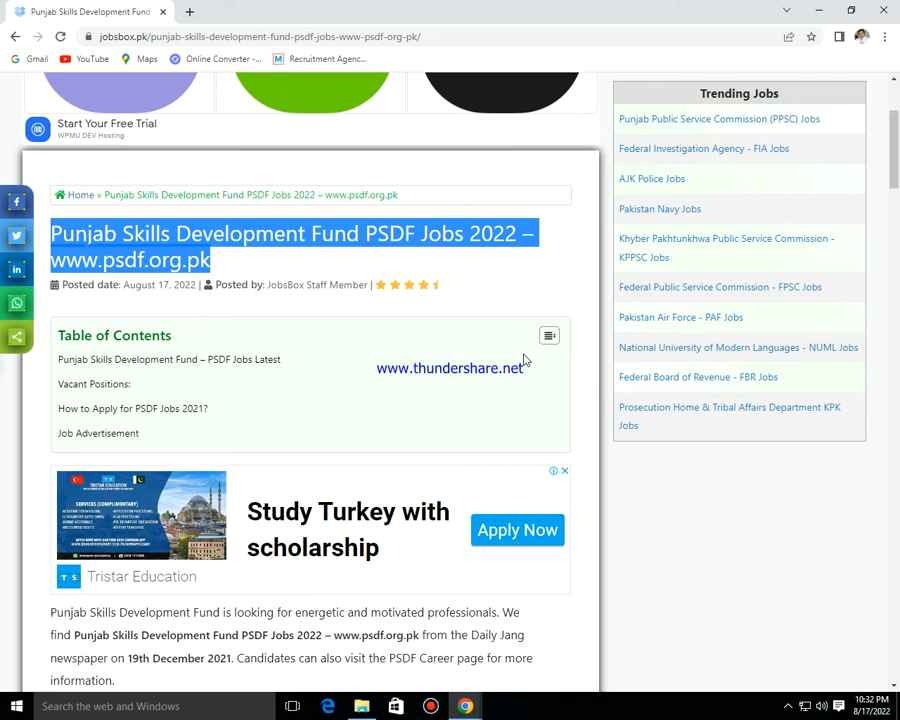 Punjab Skills Development Fund
jobsbox.pk/punjab-skills-development-fund-psdf-jobs-www-psdf-org-pk/
Gmail YouTube Maps Online Converter -... Recruitment Agenc...
Start Your Free Trial
WPMU DEV Hosting
Home » Punjab Skills Development Fund PSDF Jobs 2022 – www.psdf.org.pk
Punjab Skills Development Fund PSDF Jobs 2022 –
www.psdf.org.pk
Posted date: August 17, 2022 | Posted by: JobsBox Staff Member |
Table of Contents
Punjab Skills Development Fund – PSDF Jobs Latest
www.thundershare.net
Vacant Positions:
How to Apply for PSDF Jobs 2021?
Job Advertisement
TRISTAR EDUCATION
SERVICES (COMPLIMENTARY)
Study Turkey with
scholarship
Apply Now
T S Tristar Education
Punjab Skills Development Fund is looking for energetic and motivated professionals. We
find Punjab Skills Development Fund PSDF Jobs 2022 – www.psdf.org.pk from the Daily Jang
newspaper on 19th December 2021. Candidates can also visit the PSDF Career page for more
information.
Trending Jobs
Punjab Public Service Commission (PPSC) Jobs
Federal Investigation Agency - FIA Jobs
AJK Police Jobs
Pakistan Navy Jobs
Khyber Pakhtunkhwa Public Service Commission -
KPPSC Jobs
Federal Public Service Commission - FPSC Jobs
Pakistan Air Force - PAF Jobs
National University of Modern Languages - NUML Jobs
Federal Board of Revenue - FBR Jobs
Prosecution Home & Tribal Affairs Department KPK
Jobs
Search the web and Windows
10:32 PM
8/17/2022